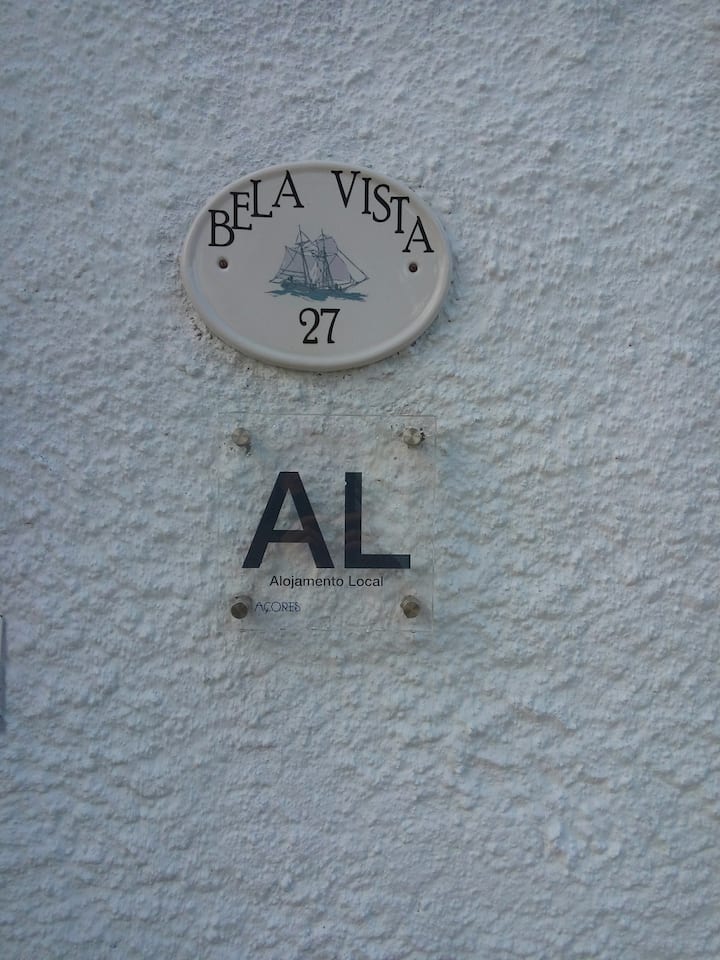 BELA VISTA
27
AL
Alojamento Local
AÇORES